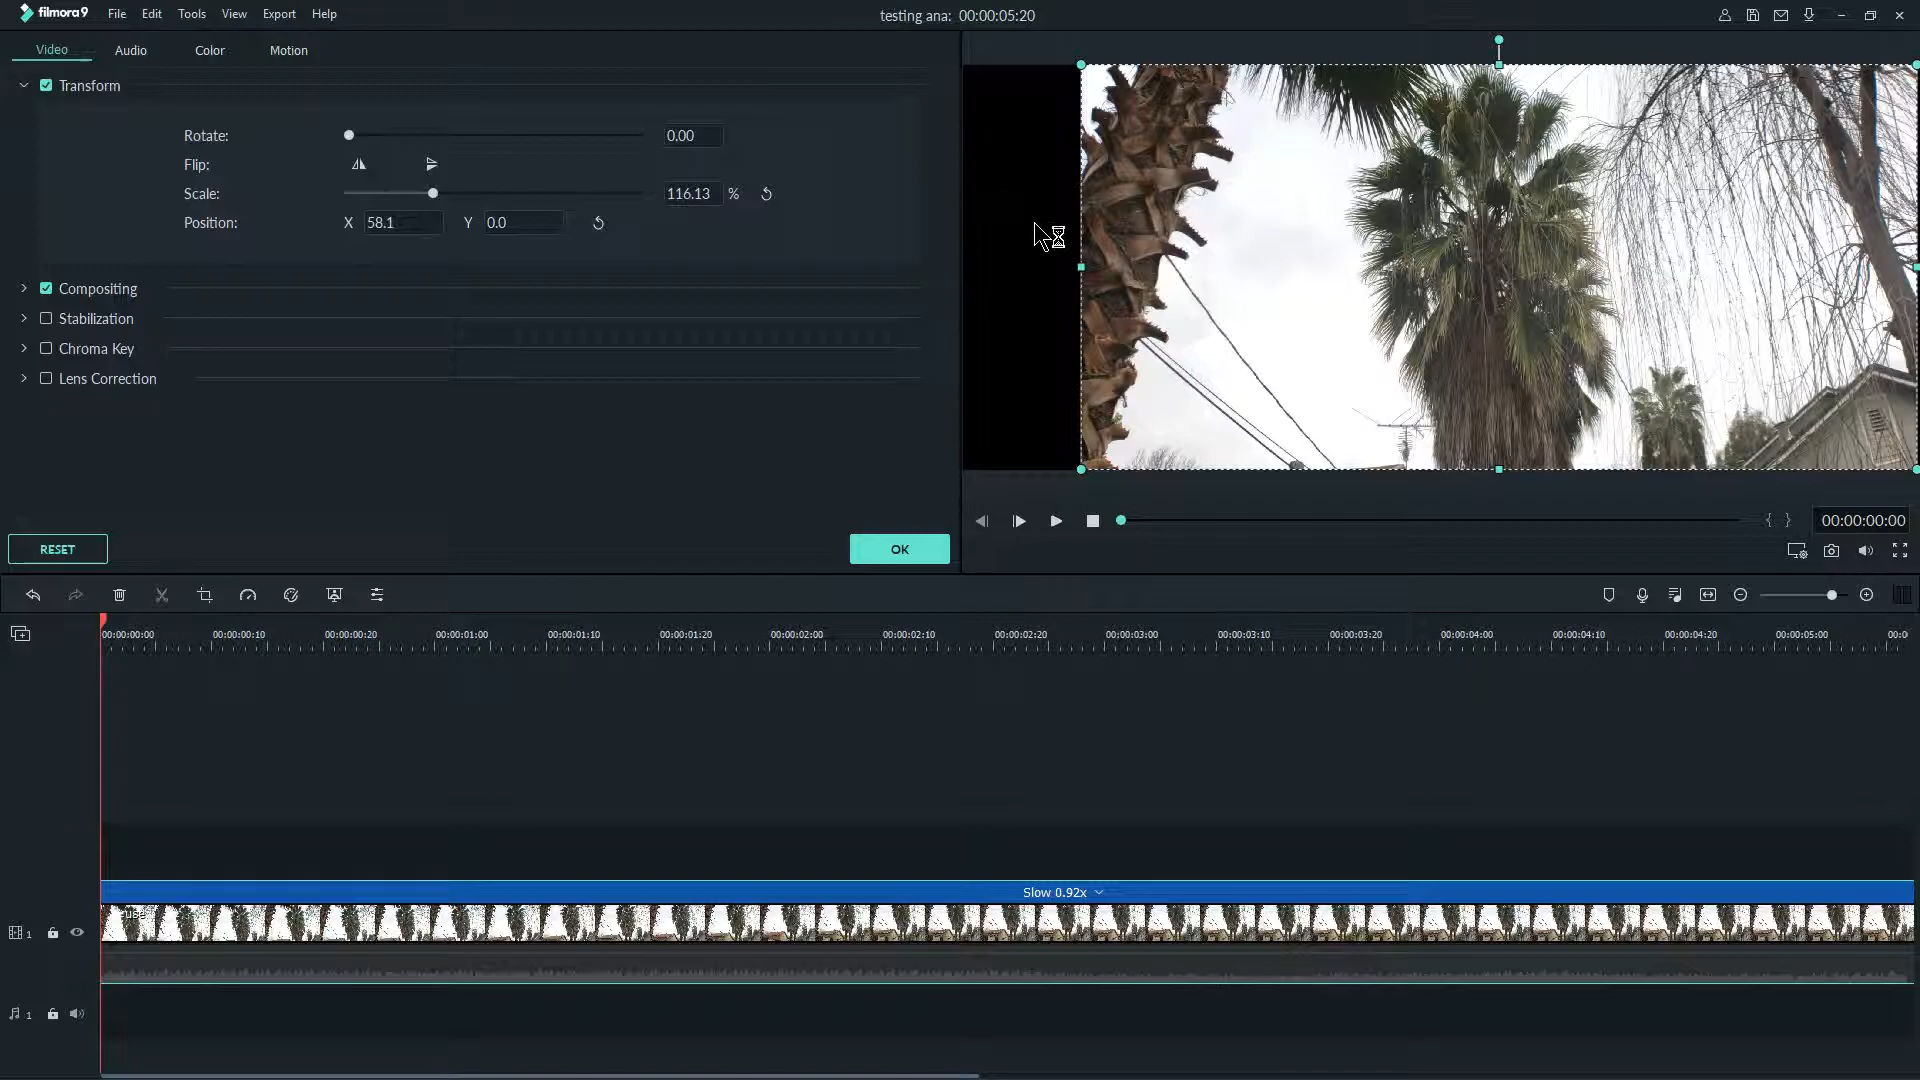 filmora9 File Edit Tools View Export Help testing ana: 00:00:05:20
Video Audio Color Motion
Transform
Rotate: 0.00
Flip:
Scale: 116.13 %
Position: X 58.1 Y 0.0
Compositing
Stabilization
Chroma Key
Lens Correction
RESET OK
{ } 00:00:00:00
00:00:00:00 00:00:00:10 00:00:00:20 00:00:01:00 00:00:01:10 00:00:01:20 00:00:02:00 00:00:02:10 00:00:02:20 00:00:03:00 00:00:03:10 00:00:03:20 00:00:04:00 00:00:04:10 00:00:04:20 00:00:05:00 00:0
Slow 0.92x
1
1